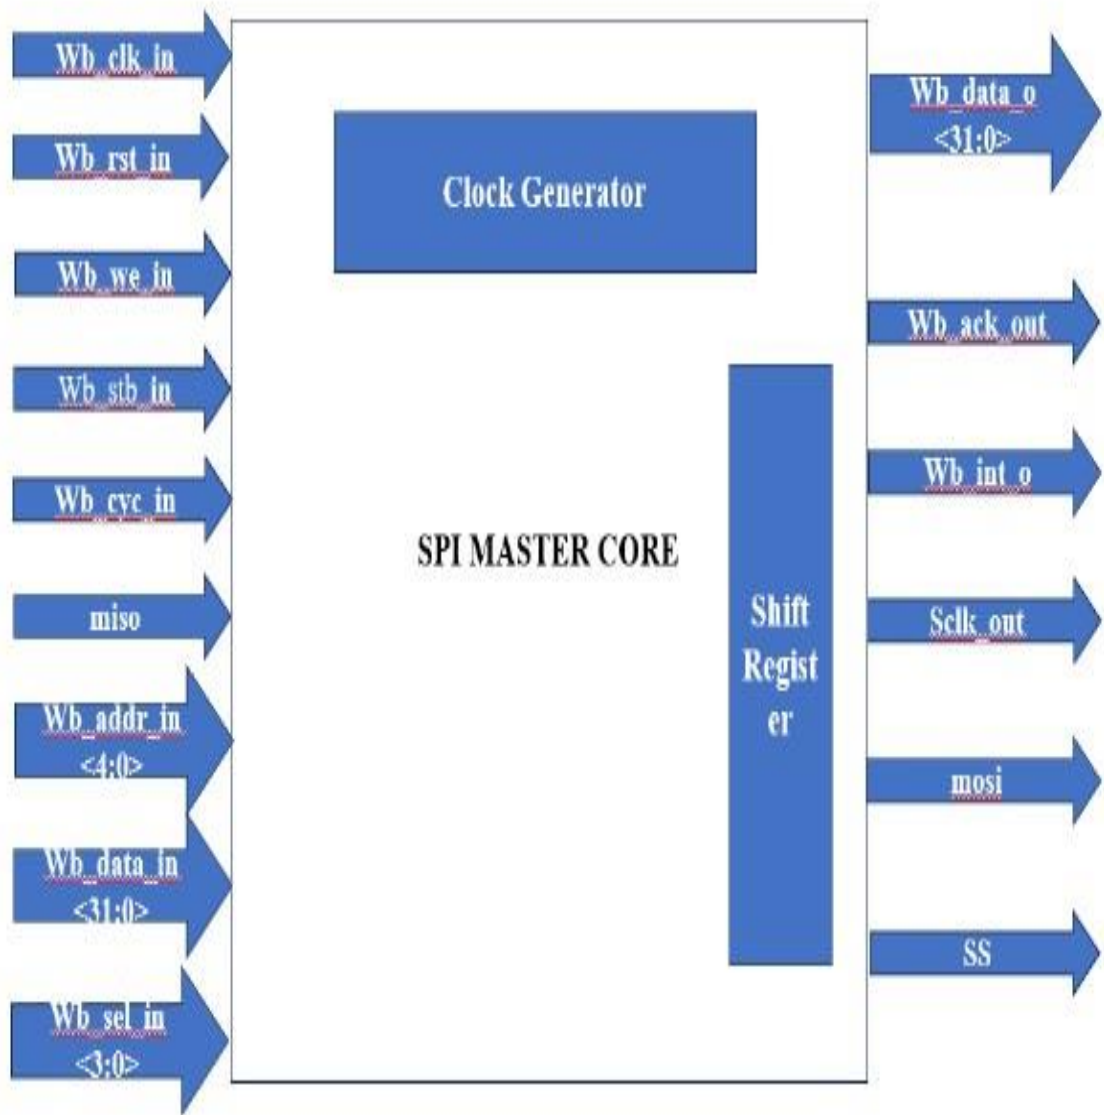 Wb_clk_in
Wb_rst_in
Wb_we_in
Wb_stb_in
Wb_cyc_in
miso
Wb_addr_in
<4:0>
Wb_data_in
<31:0>
Wb_sel_in
<3:0>
Clock Generator
SPI MASTER CORE
Shift
Regist
er
Wb_data_o
<31:0>
Wb_ack_out
Wb_int_o
Sclk_out
mosi
SS